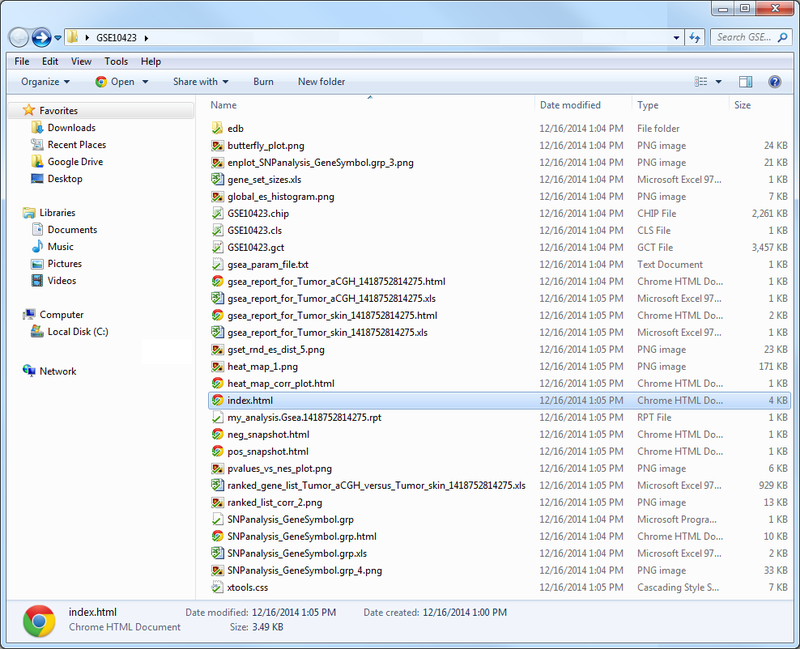 GSE10423
Search GSE...
File Edit View Tools Help
Organize Open Share with Burn New folder
Name Date modified Type Size
Favorites
Downloads
Recent Places
Google Drive
Desktop
Libraries
Documents
Music
Pictures
Videos
Computer
Local Disk (C:)
Network
edb 12/16/2014 1:04 PM File folder
butterfly_plot.png 12/16/2014 1:04 PM PNG image 24 KB
enplot_SNPanalysis_GeneSymbol.grp_3.png 12/16/2014 1:04 PM PNG image 21 KB
gene_set_sizes.xls 12/16/2014 1:04 PM Microsoft Excel 97... 1 KB
global_es_histogram.png 12/16/2014 1:04 PM PNG image 7 KB
GSE10423.chip 12/16/2014 1:04 PM CHIP File 2,261 KB
GSE10423.cls 12/16/2014 1:04 PM CLS File 1 KB
GSE10423.gct 12/16/2014 1:04 PM GCT File 3,457 KB
gsea_param_file.txt 12/16/2014 1:04 PM Text Document 1 KB
gsea_report_for_Tumor_aCGH_1418752814275.html 12/16/2014 1:04 PM Chrome HTML Do... 1 KB
gsea_report_for_Tumor_aCGH_1418752814275.xls 12/16/2014 1:05 PM Microsoft Excel 97... 1 KB
gsea_report_for_Tumor_skin_1418752814275.html 12/16/2014 1:05 PM Chrome HTML Do... 2 KB
gsea_report_for_Tumor_skin_1418752814275.xls 12/16/2014 1:05 PM Microsoft Excel 97... 1 KB
gset_rnd_es_dist_5.png 12/16/2014 1:05 PM PNG image 23 KB
heat_map_1.png 12/16/2014 1:05 PM PNG image 171 KB
heat_map_corr_plot.html 12/16/2014 1:05 PM Chrome HTML Do... 1 KB
index.html 12/16/2014 1:05 PM Chrome HTML Do... 4 KB
my_analysis.Gsea.1418752814275.rpt 12/16/2014 1:05 PM RPT File 1 KB
neg_snapshot.html 12/16/2014 1:05 PM Chrome HTML Do... 1 KB
pos_snapshot.html 12/16/2014 1:05 PM Chrome HTML Do... 1 KB
pvalues_vs_nes_plot.png 12/16/2014 1:05 PM PNG image 6 KB
ranked_gene_list_Tumor_aCGH_versus_Tumor_skin_1418752814275.xls 12/16/2014 1:05 PM Microsoft Excel 97... 929 KB
ranked_list_corr_2.png 12/16/2014 1:05 PM PNG image 13 KB
SNPanalysis_GeneSymbol.grp 12/16/2014 1:04 PM Microsoft Progra... 1 KB
SNPanalysis_GeneSymbol.grp.html 12/16/2014 1:04 PM Chrome HTML Do... 10 KB
SNPanalysis_GeneSymbol.grp.xls 12/16/2014 1:04 PM Microsoft Excel 97... 2 KB
SNPanalysis_GeneSymbol.grp_4.png 12/16/2014 1:04 PM PNG image 33 KB
xtools.css 12/16/2014 1:05 PM Cascading Style S... 7 KB
index.html Date modified: 12/16/2014 1:05 PM Date created: 12/16/2014 1:00 PM
Chrome HTML Document Size: 3.49 KB